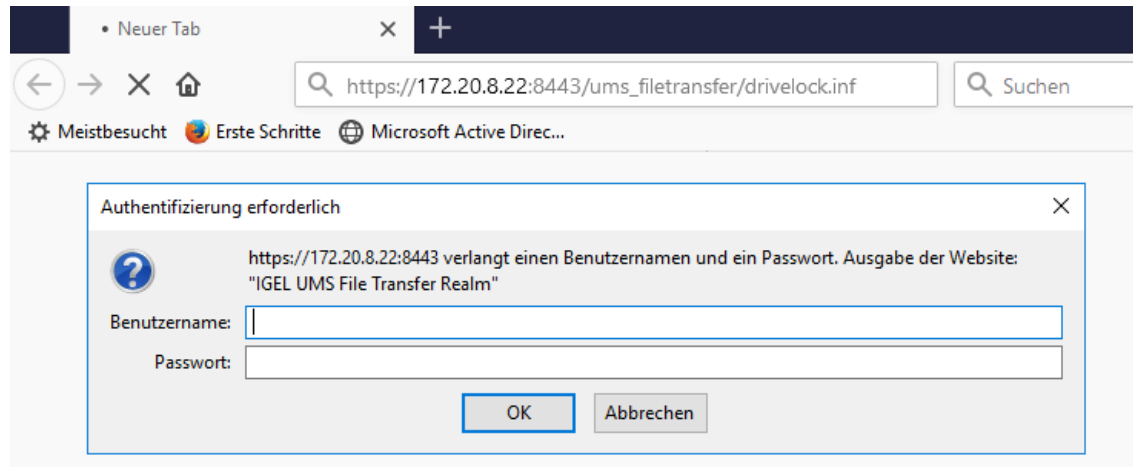 • Neuer Tab
https://172.20.8.22:8443/ums_filetransfer/drivelock.inf
Suchen
Meistbesucht Erste Schritte Microsoft Active Direc...
Authentifizierung erforderlich
https://172.20.8.22:8443 verlangt einen Benutzernamen und ein Passwort. Ausgabe der Website:
"IGEL UMS File Transfer Realm"
Benutzername:
Passwort:
OK Abbrechen